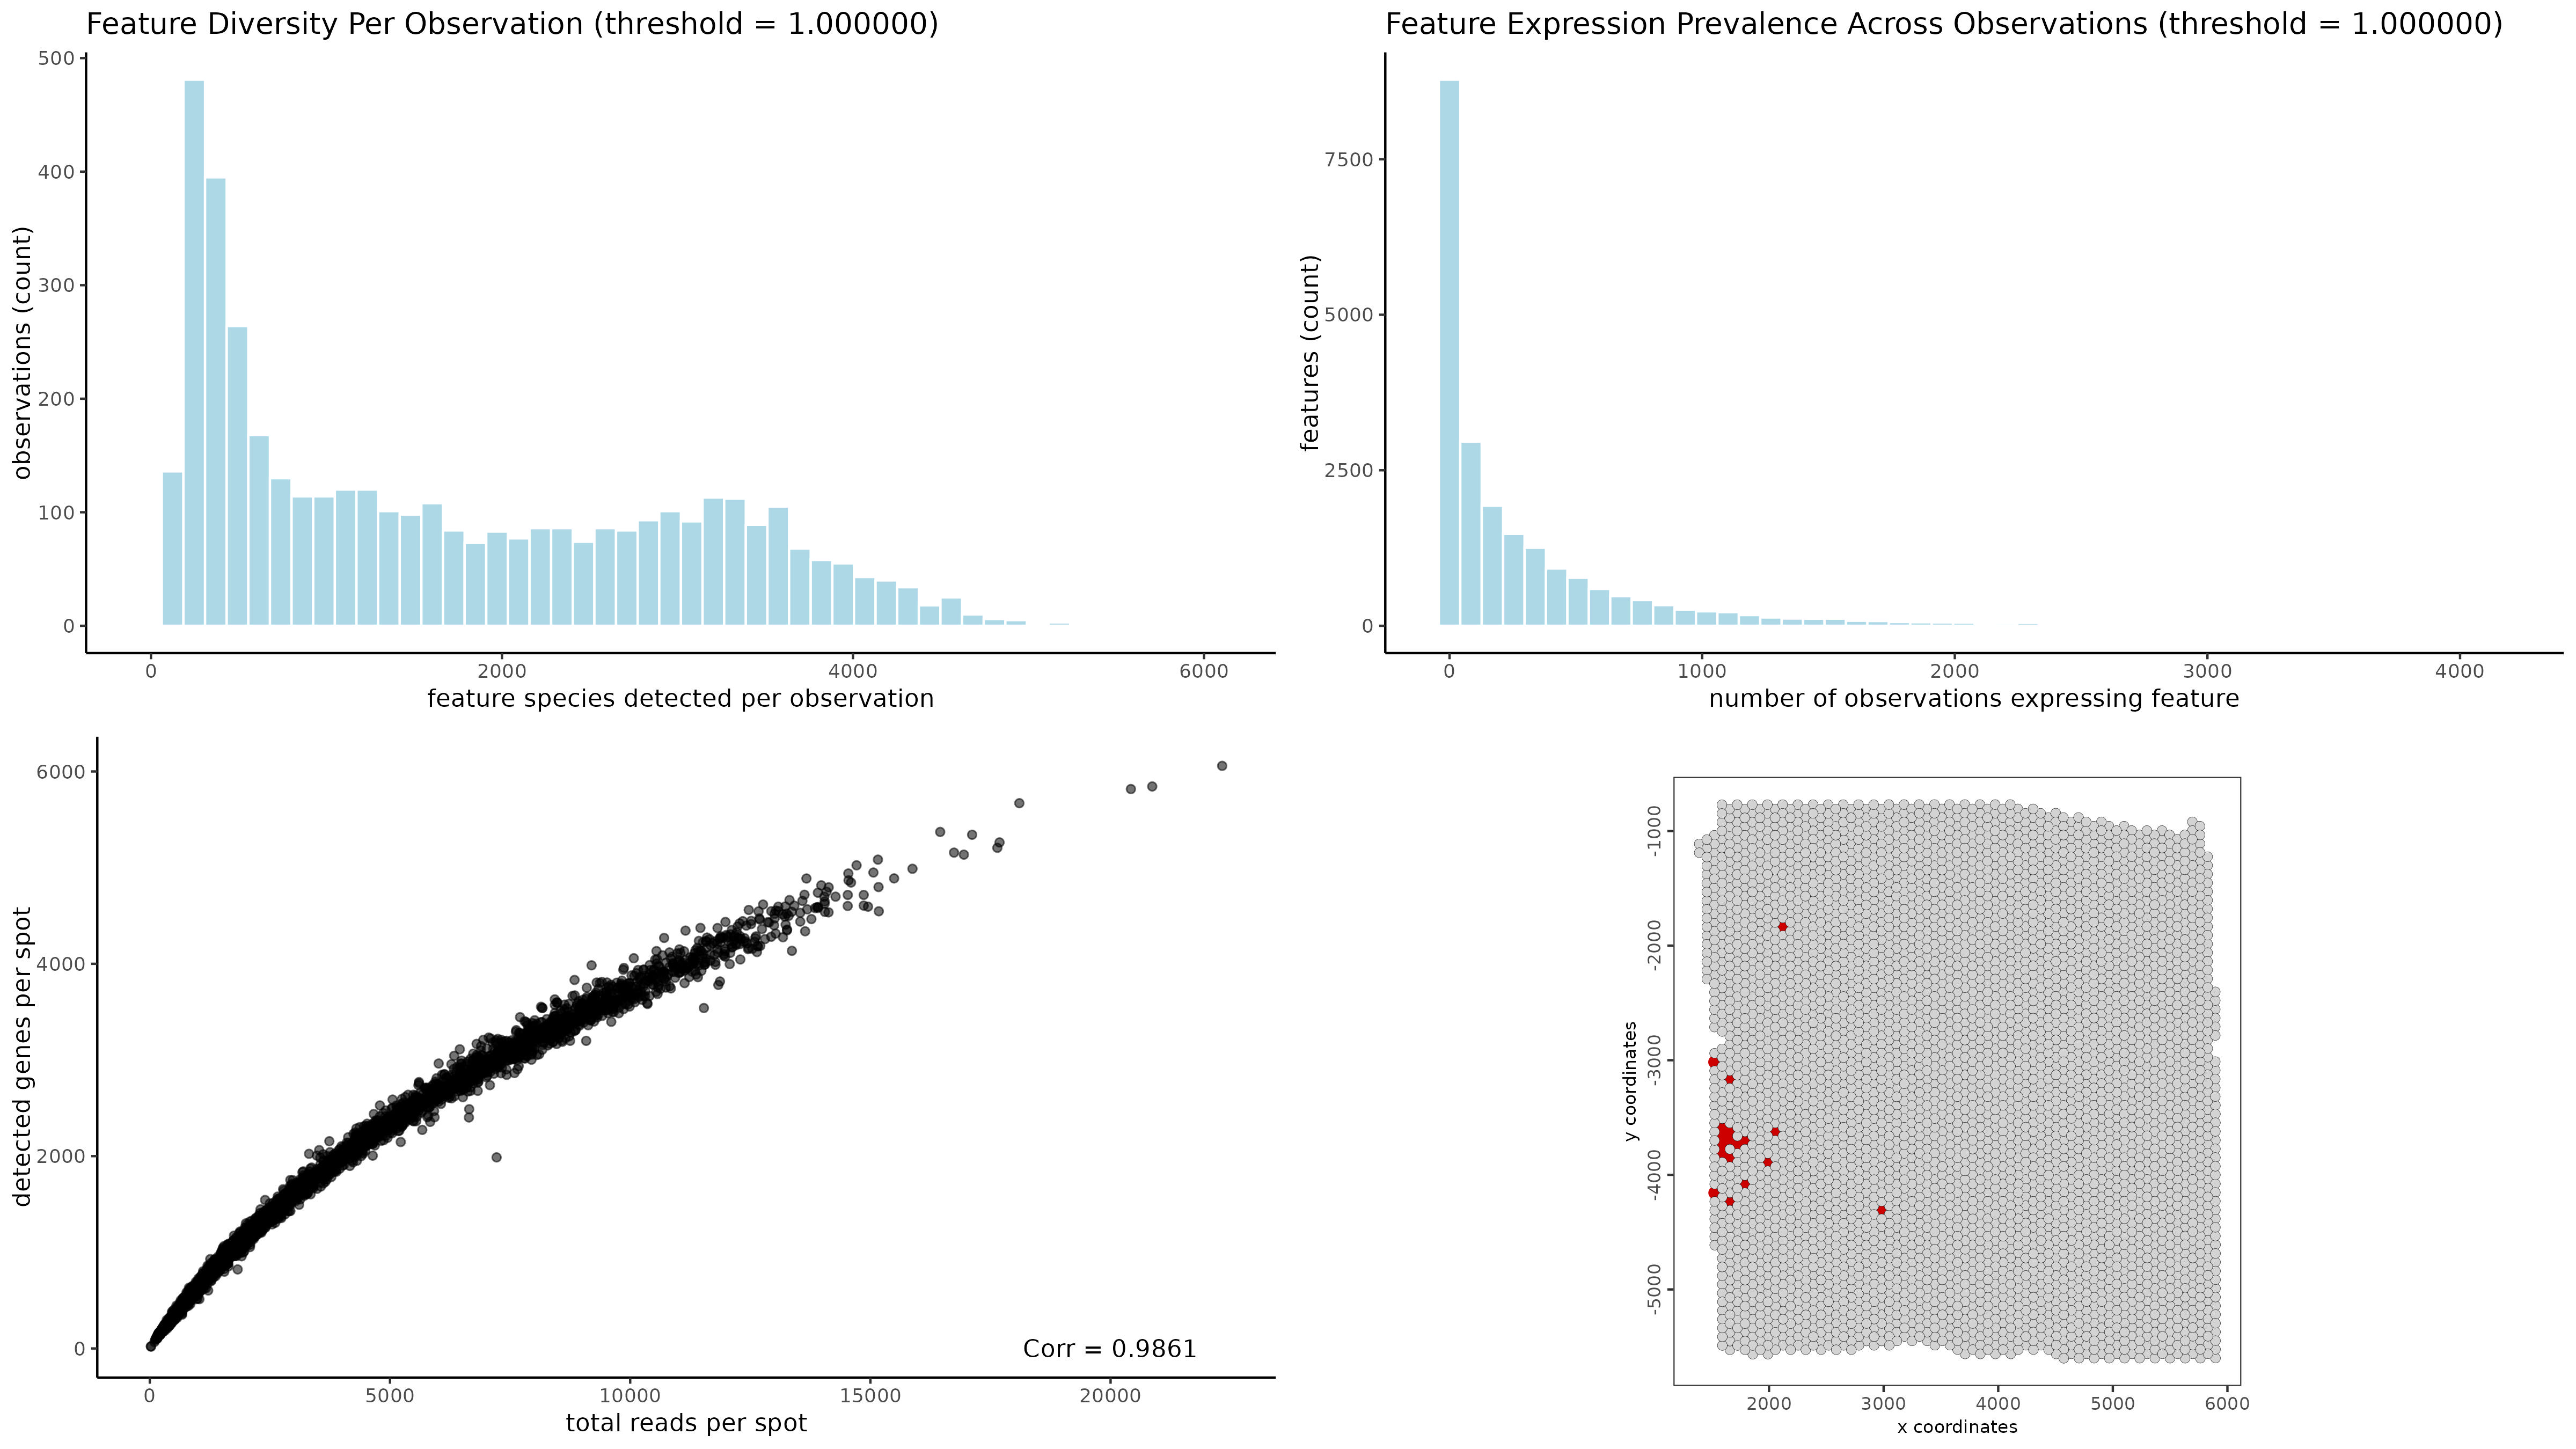 Feature Diversity Per Observation (threshold = 1.000000)
500
400
300
200
100
0
observations (count)
0 2000 4000 6000
feature species detected per observation
Feature Expression Prevalence Across Observations (threshold = 1.000000)
7500
5000
2500
0
features (count)
0 1000 2000 3000 4000
number of observations expressing feature
6000
4000
2000
0
detected genes per spot
Corr = 0.9861
0 5000 10000 15000 20000
total reads per spot
-1000
-2000
-3000
-4000
-5000
y coordinates
2000 3000 4000 5000 6000
x coordinates